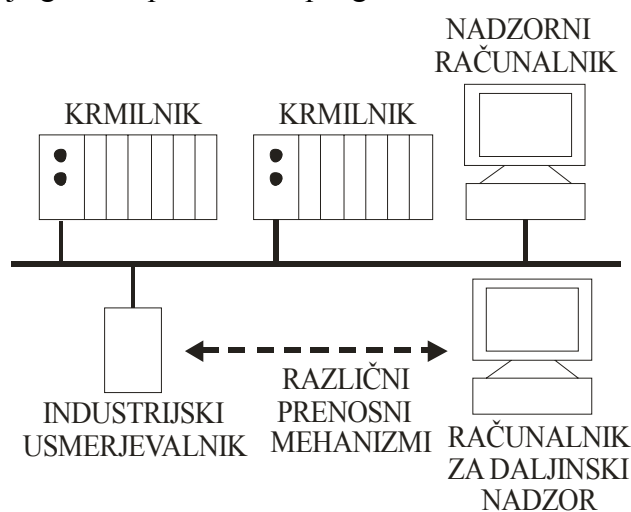 NADZORNI
RAČUNALNIK
KRMILNIK
KRMILNIK
INDUSTRIJSKI
USMERJEVALNIK
RAZLIČNI
PRENOSNI
MEHANIZMI
RAČUNALNIK
ZA DALJINSKI
NADZOR